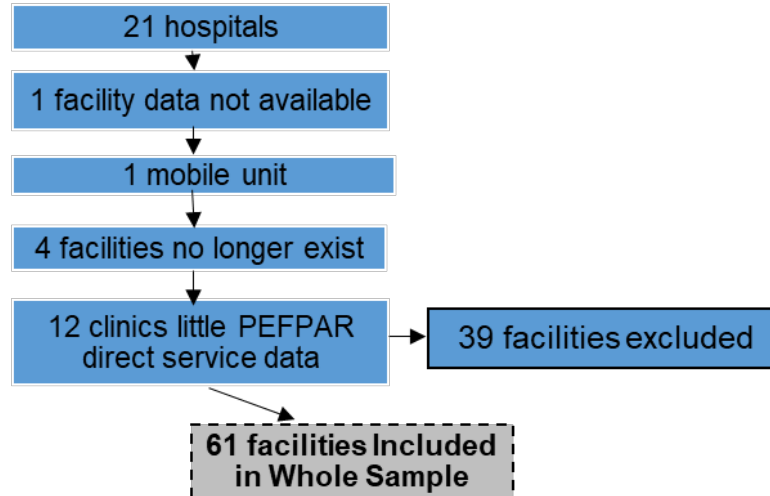 21 hospitals
1 facility data not available
1 mobile unit
4 facilities no longer exist
12 clinics little PEFPAR
direct service data
39 facilities excluded
61 facilities Included
in Whole Sample